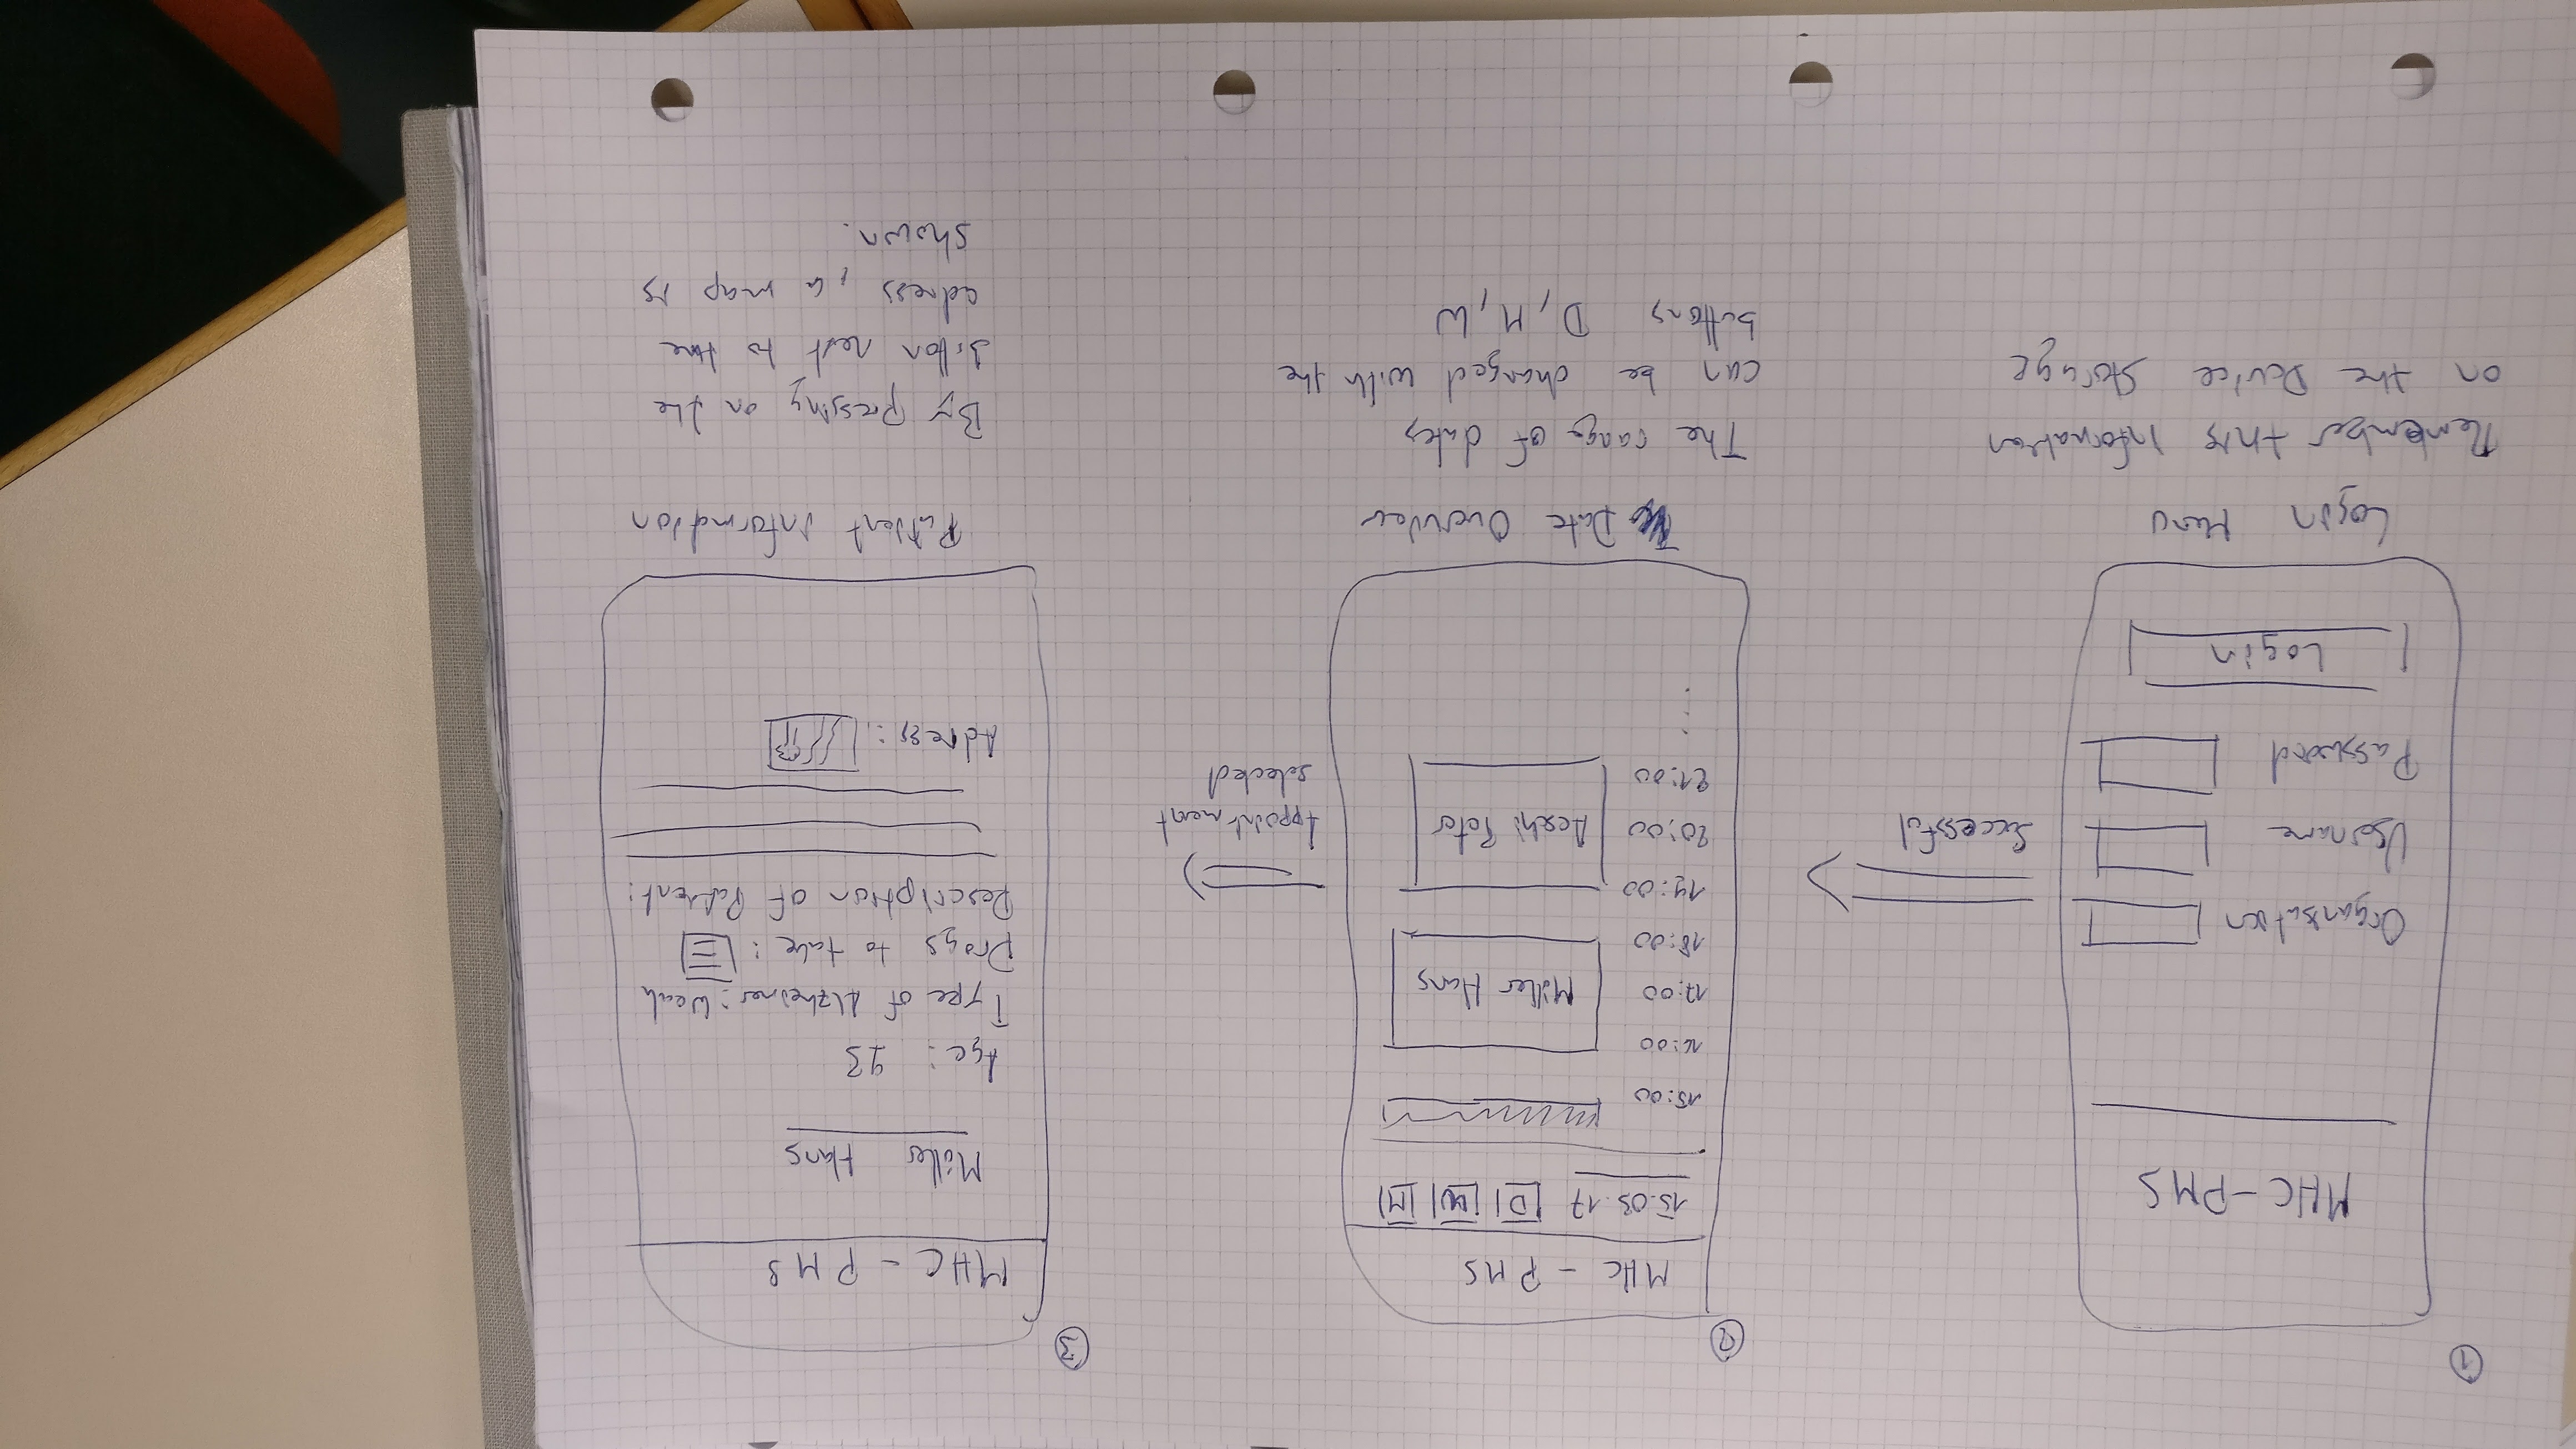 1
MHC-PMS
Organisation
Username
Password
Login
Login Menu
Remember this information
on the Device Storage
Successful
2
MHC - PMS
15.03.17 D W M
15:00
16:00
17:00 Müller Hans
18:00
19:00
20:00 Aeschi Peter
21:00
Date Overview
The range of dates
can be changed with the
buttons D, M, W
Appointment
selected
3
MHC - PMS
Müller Hans
Age: 93
Type of Alzheimer: Weak
Drogs to take:
Description of Patient:
Adress:
Patient information
By pressing on the
button next to the
adress, a map is
shown.